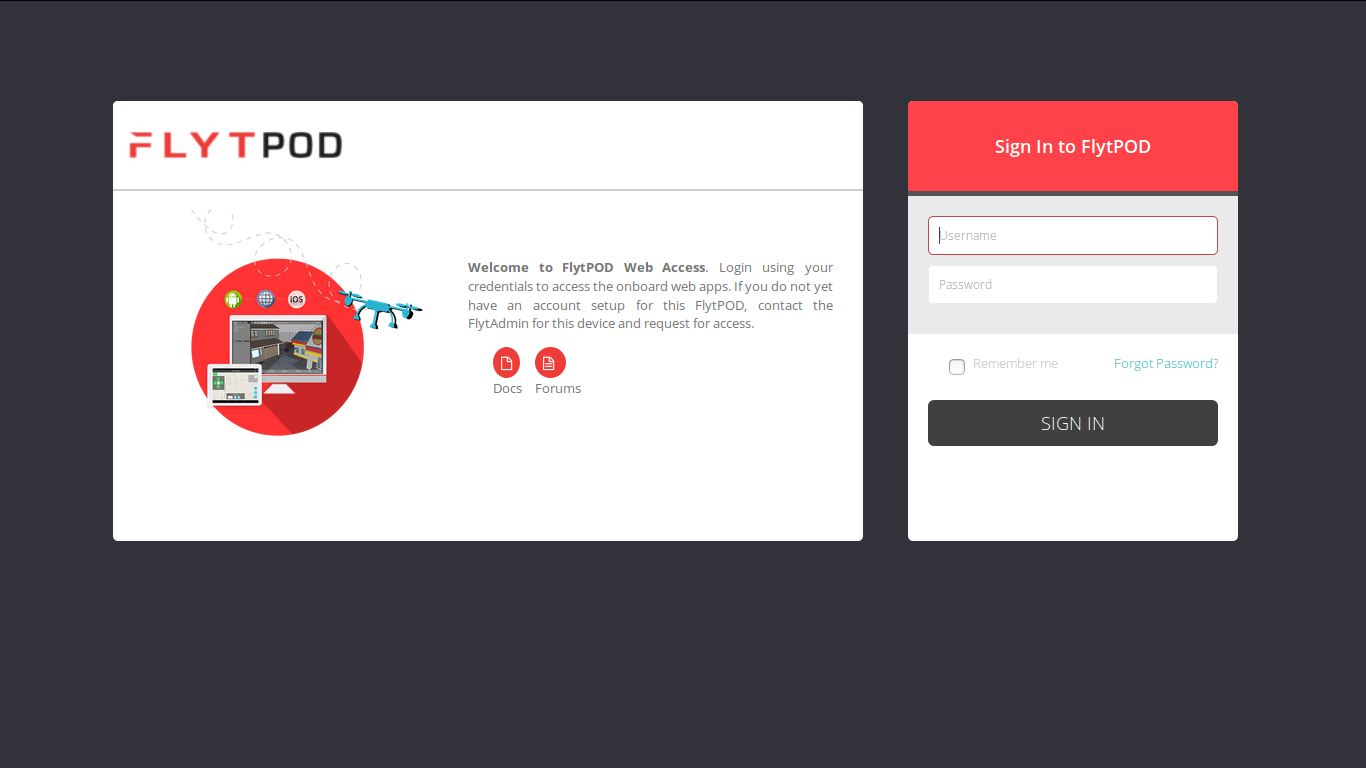 FLYTPOD
iOS
Welcome to FlytPOD Web Access. Login using your
credentials to access the onboard web apps. If you do not yet
have an account setup for this FlytPOD, contact the
FlytAdmin for this device and request for access.
Docs Forums
Sign In to FlytPOD
Username
Password
Remember me Forgot Password?
SIGN IN